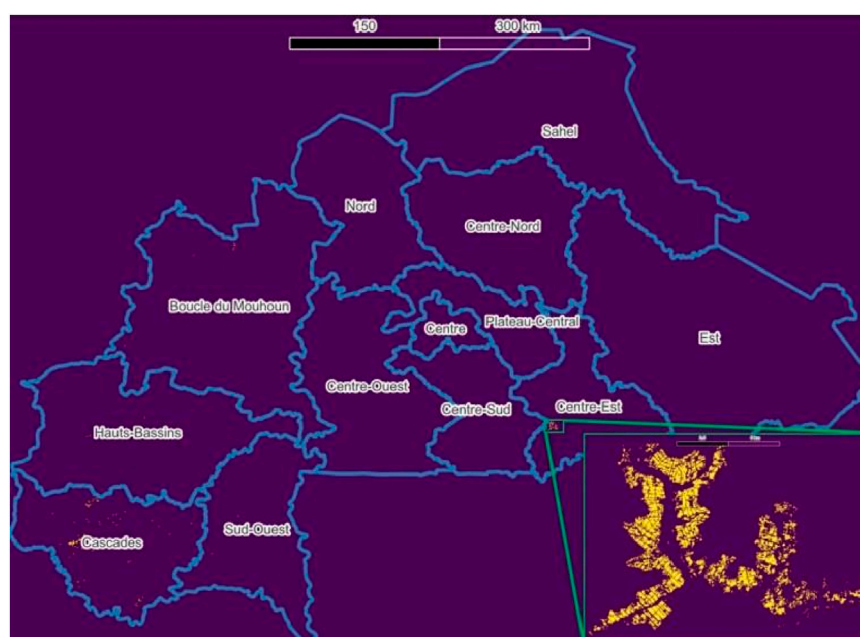 150 300 km
Sahel
Nord
Centre-Nord
Boucle du Mouhoun
Centre
Plateau-Central
Est
Centre-Ouest
Centre-Sud
Centre-Est
Hauts-Bassins
Sud-Ouest
Cascades